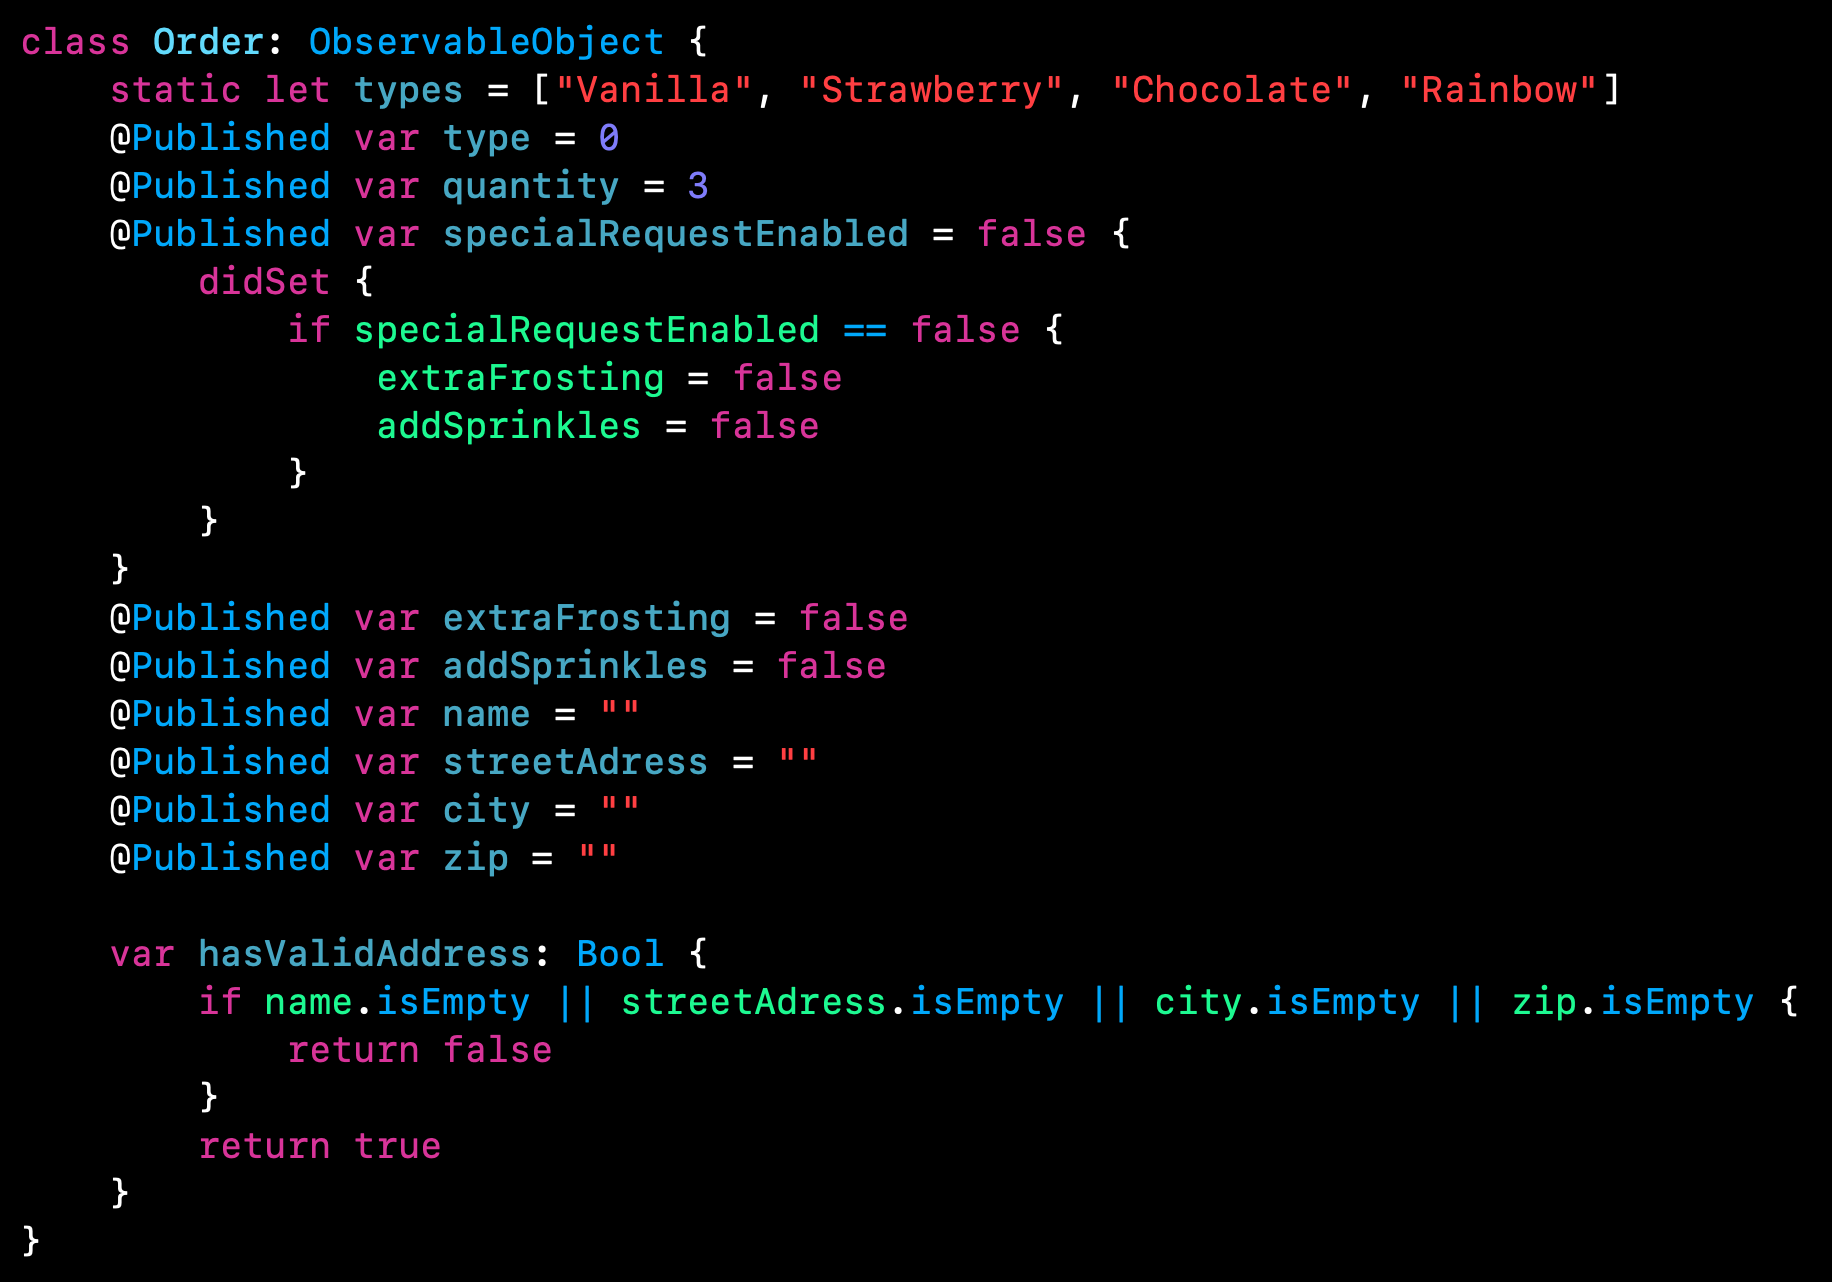 class Order: ObservableObject {
    static let types = ["Vanilla", "Strawberry", "Chocolate", "Rainbow"]
    @Published var type = 0
    @Published var quantity = 3
    @Published var specialRequestEnabled = false {
        didSet {
            if specialRequestEnabled == false {
                extraFrosting = false
                addSprinkles = false
            }
        }
    }
    @Published var extraFrosting = false
    @Published var addSprinkles = false
    @Published var name = ""
    @Published var streetAdress = ""
    @Published var city = ""
    @Published var zip = ""

    var hasValidAddress: Bool {
        if name.isEmpty || streetAdress.isEmpty || city.isEmpty || zip.isEmpty {
            return false
        }
        return true
    }
}